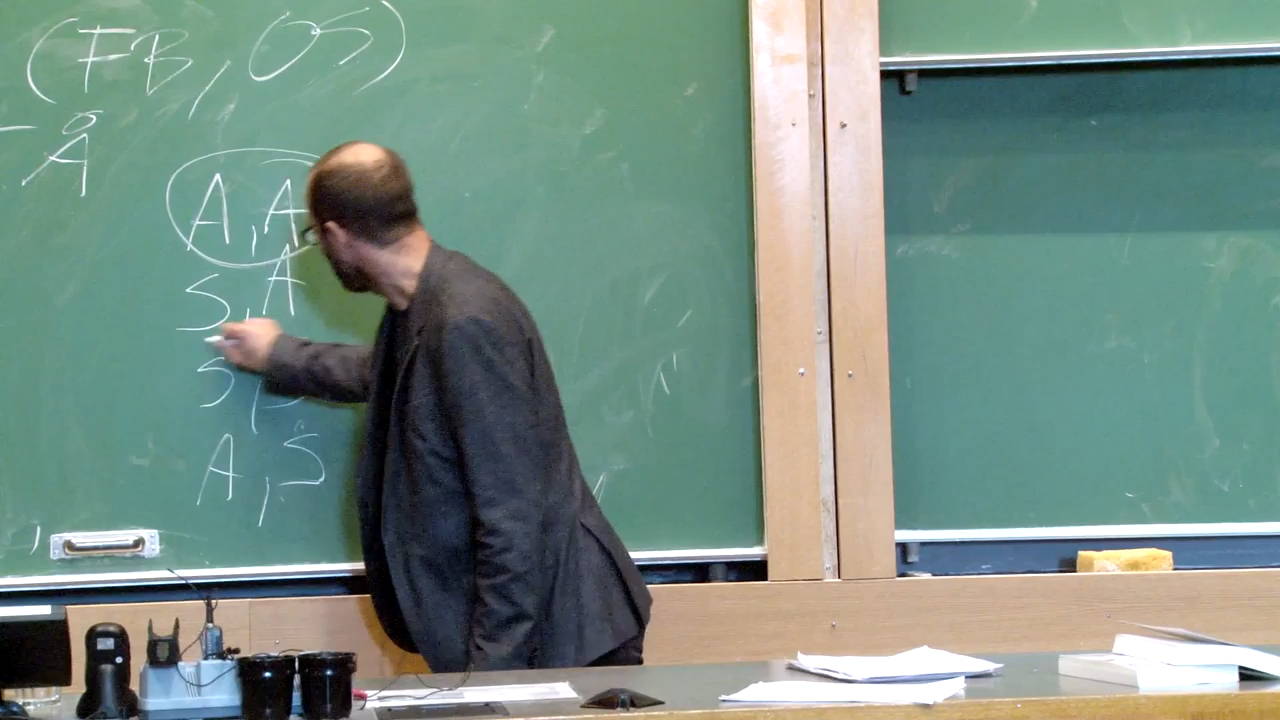 (FB, OS)
Å
A, A
S, A
S, S
A, S